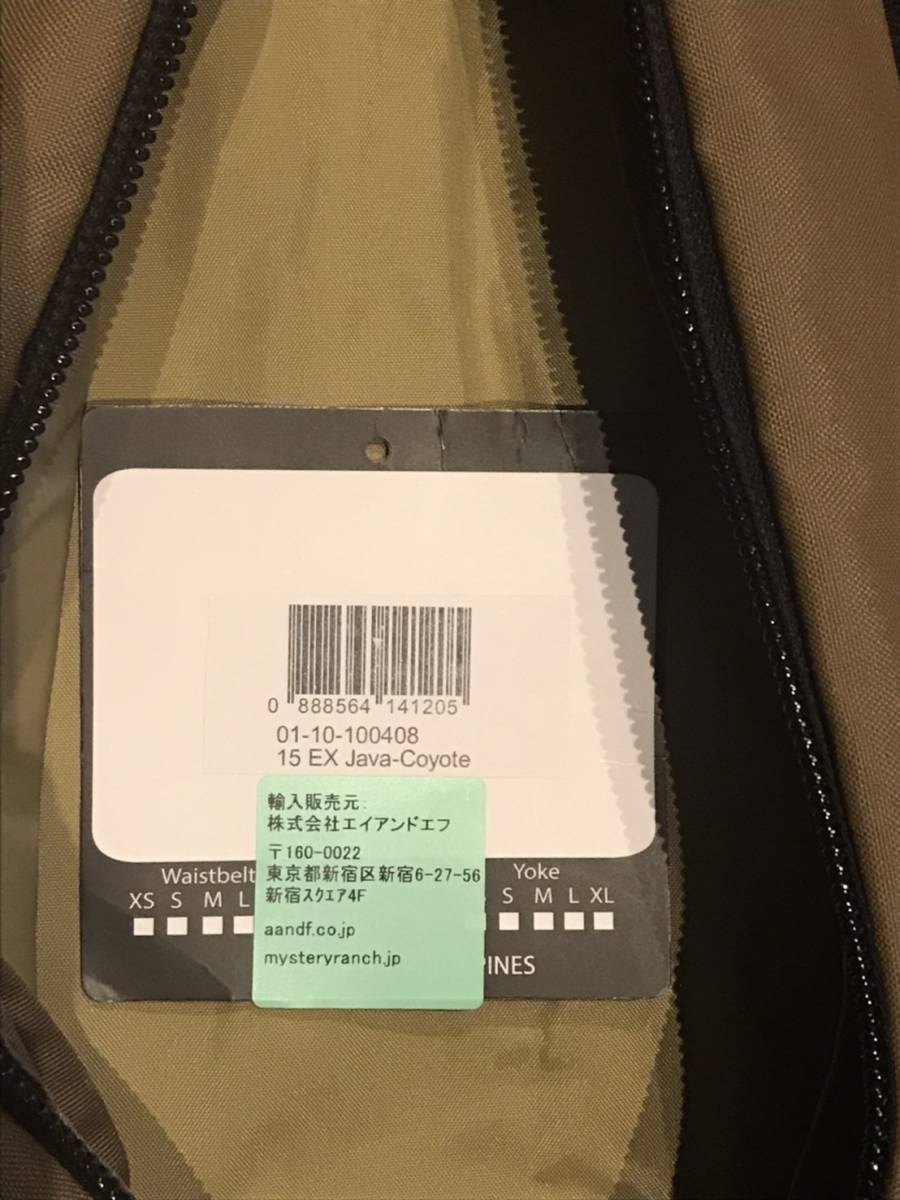 0 888564 141205
01-10-100408
15 EX Java-Coyote
輸入販売元:
株式会社エイアンドエフ
〒160-0022
東京都新宿区新宿6-27-56
新宿スクエア4F
aandf.co.jp
mysteryranch.jp
Waistbelt
XS S M L
Yoke
S M L XL
PINES